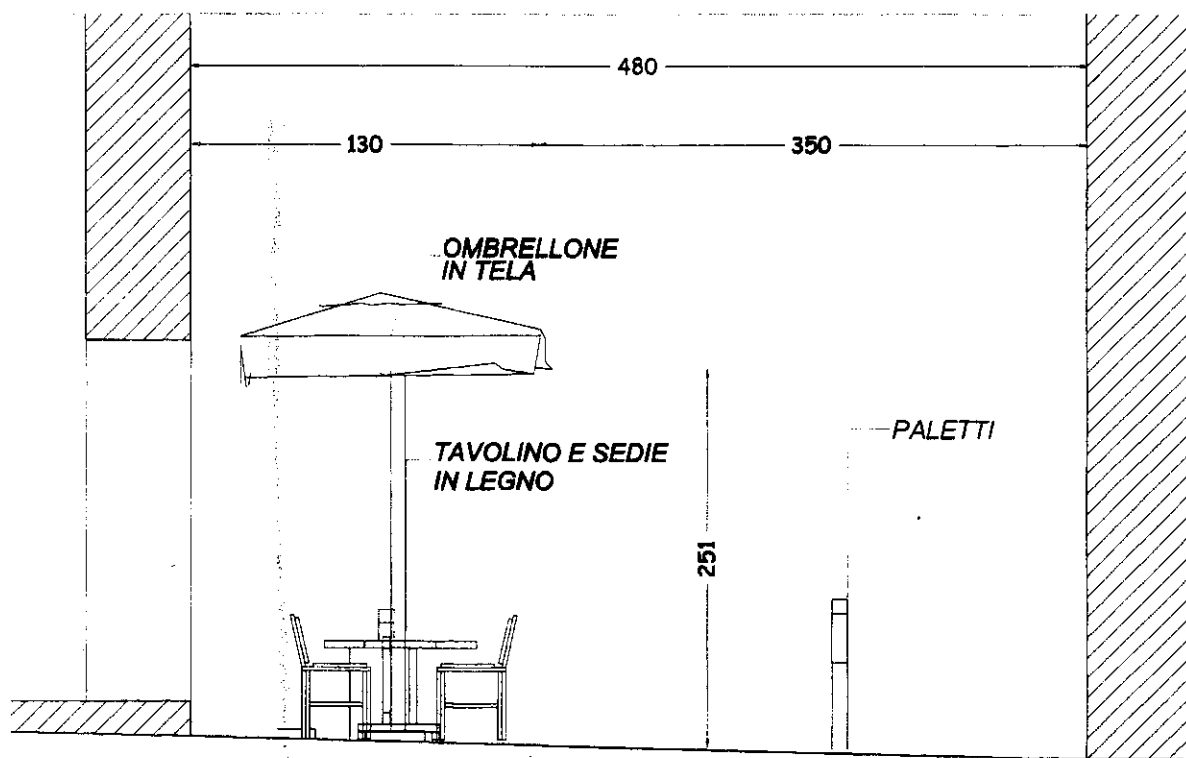 480
130
350
OMBRELLONE
IN TELA
PALETTI
TAVOLINO E SEDIE
IN LEGNO
251